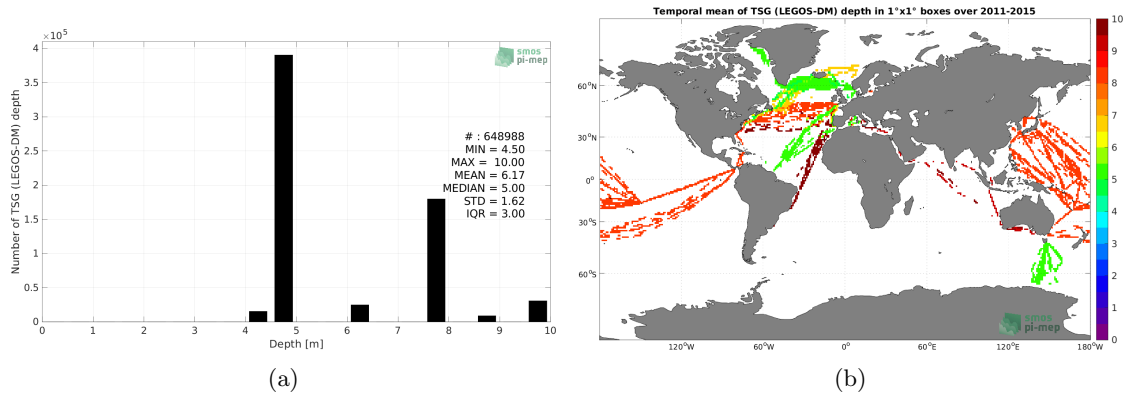 ×10⁵
4
3.5
3
2.5
2
1.5
1
0.5
0
Number of TSG (LEGOS-DM) depth
smos
pi-mep
# : 648988
MIN = 4.50
MAX = 10.00
MEAN = 6.17
MEDIAN = 5.00
STD = 1.62
IQR = 3.00
0 1 2 3 4 5 6 7 8 9 10
Depth [m]
(a)
Temporal mean of TSG (LEGOS-DM) depth in 1°x1° boxes over 2011-2015
60°N
30°N
0°
30°S
60°S
120°W 60°W 0° 60°E 120°E 180°W
smos
pi-mep
10
9
8
7
6
5
4
3
2
1
0
(b)